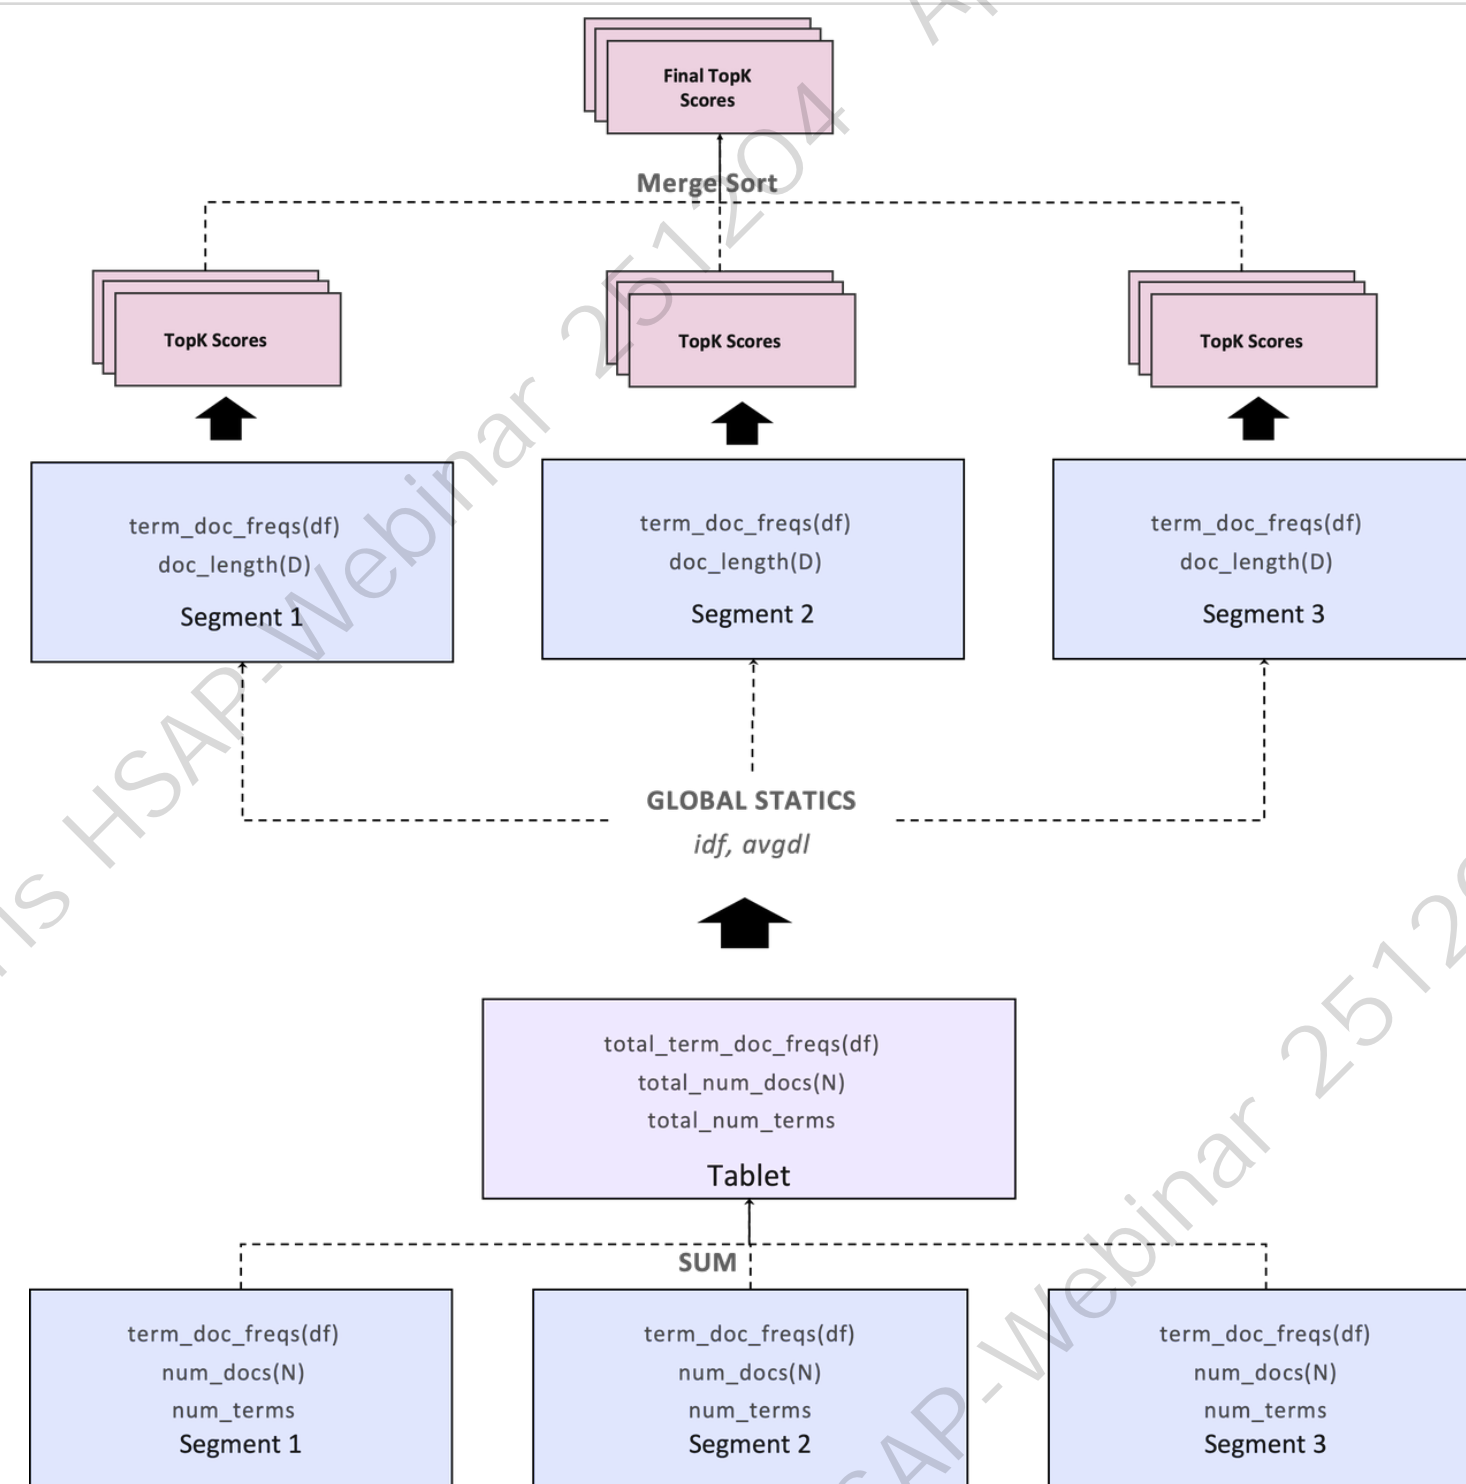 Final TopK
Scores
Merge Sort
TopK Scores
TopK Scores
TopK Scores
term_doc_freqs(df)
doc_length(D)
Segment 1
term_doc_freqs(df)
doc_length(D)
Segment 2
term_doc_freqs(df)
doc_length(D)
Segment 3
GLOBAL STATICS
idf, avgdl
total_term_doc_freqs(df)
total_num_docs(N)
total_num_terms
Tablet
SUM
term_doc_freqs(df)
num_docs(N)
num_terms
Segment 1
term_doc_freqs(df)
num_docs(N)
num_terms
Segment 2
term_doc_freqs(df)
num_docs(N)
num_terms
Segment 3
HSAP-Webinar 251204